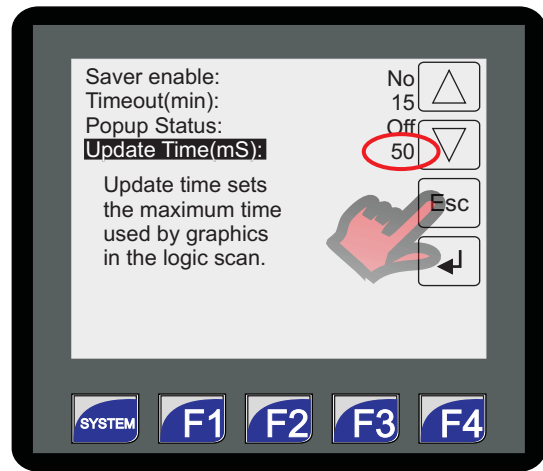 Saver enable: No
Timeout(min): 15
Popup Status: Off
Update Time(mS): 50
Update time sets
the maximum time
used by graphics
in the logic scan.
Esc
SYSTEM F1 F2 F3 F4